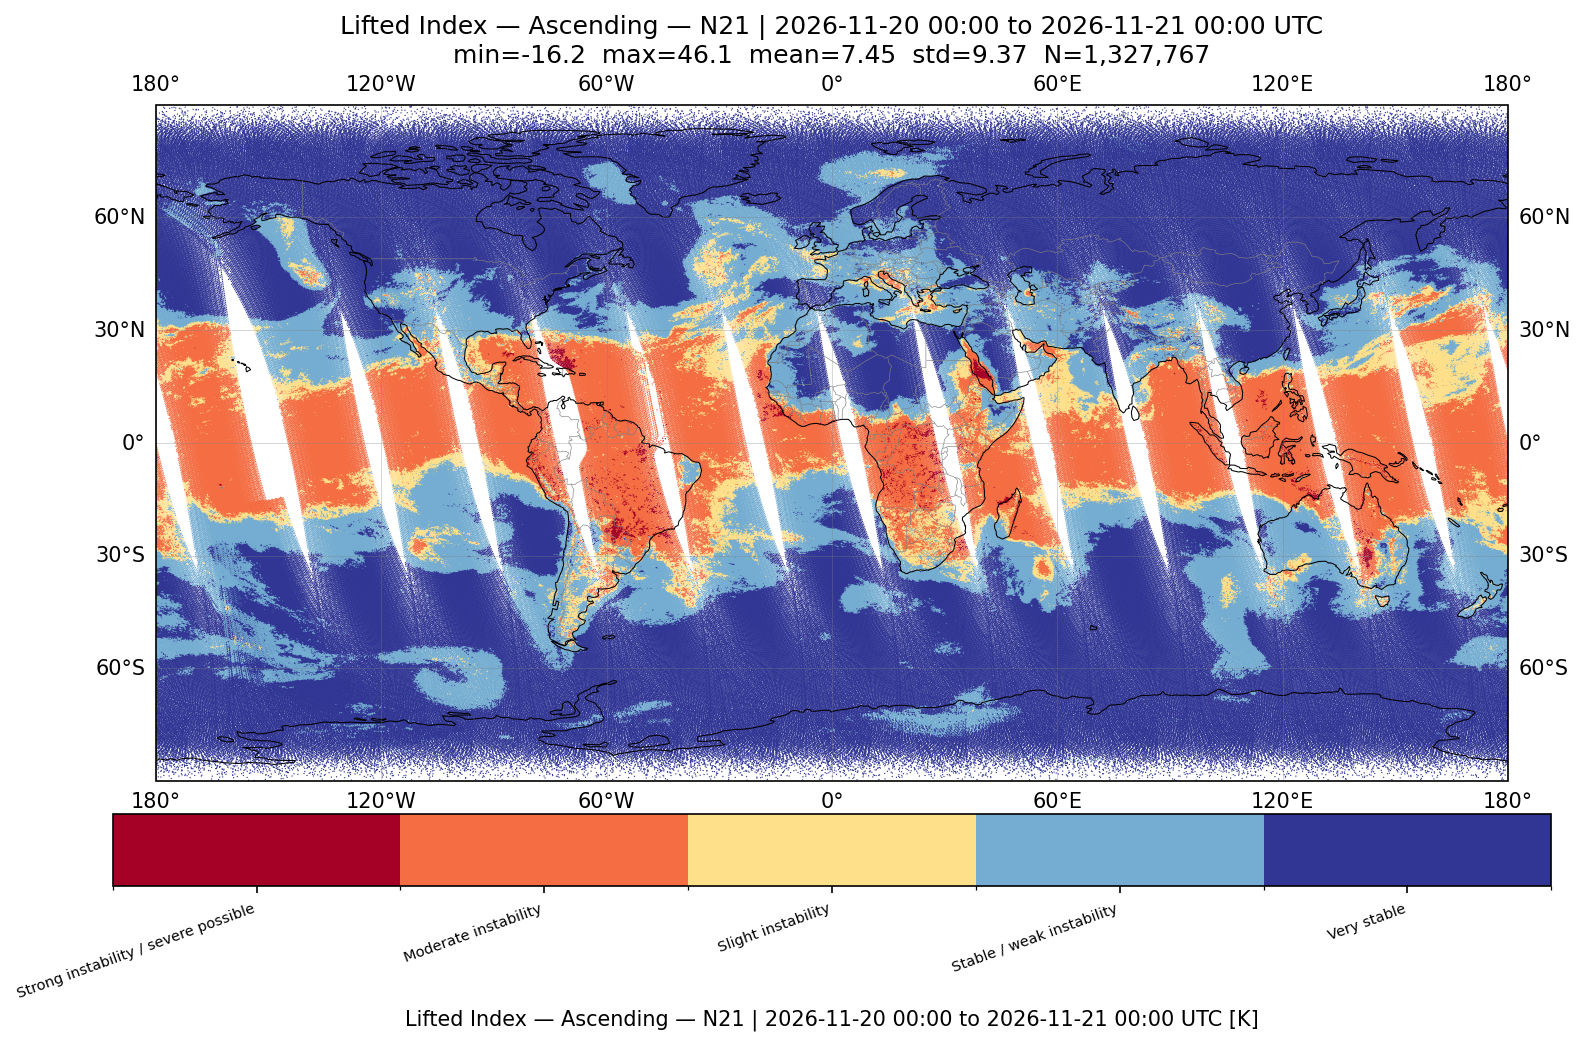 Lifted Index — Ascending — N21 | 2026-11-20 00:00 to 2026-11-21 00:00 UTC
min=-16.2  max=46.1  mean=7.45  std=9.37  N=1,327,767
180° 120°W 60°W 0° 60°E 120°E 180°
60°N 60°N
30°N 30°N
0° 0°
30°S 30°S
60°S 60°S
180° 120°W 60°W 0° 60°E 120°E 180°
Strong instability / severe possible
Moderate instability
Slight instability
Stable / weak instability
Very stable
Lifted Index — Ascending — N21 | 2026-11-20 00:00 to 2026-11-21 00:00 UTC [K]